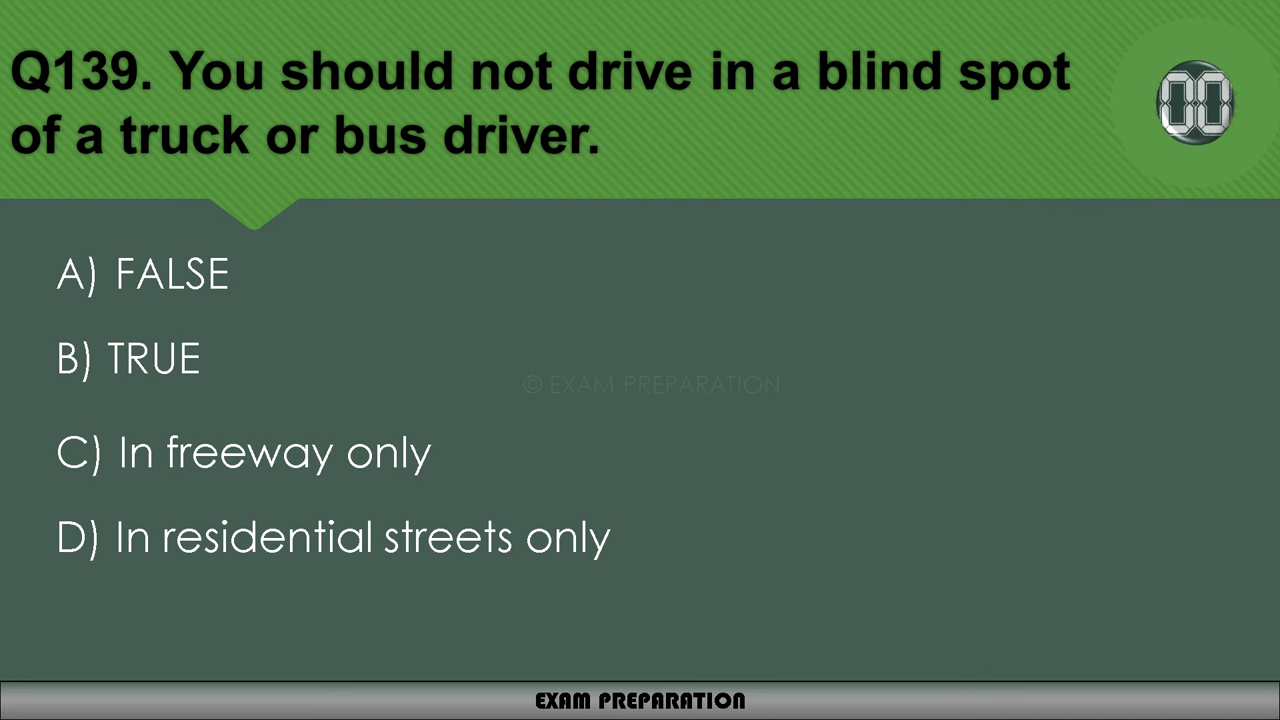 Q139. You should not drive in a blind spot
of a truck or bus driver.
00
A) FALSE
B) TRUE
© EXAM PREPARATION
C) In freeway only
D) In residential streets only
EXAM PREPARATION